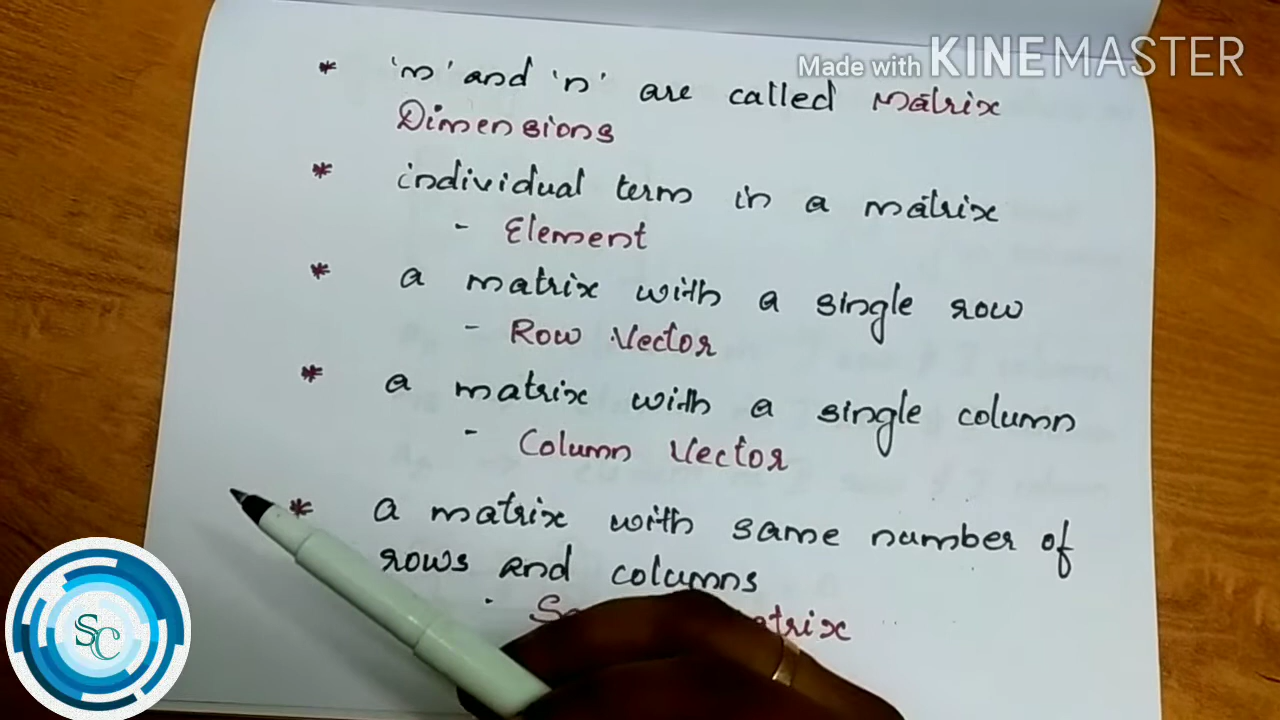 Made with KINEMASTER
* 'm' and 'n' are called Matrix
Dimensions
* individual term in a matrix
- Element
* a matrix with a single row
- Row Vector
* a matrix with a single column
- Column Vector
* a matrix with same number of
rows and columns
SC